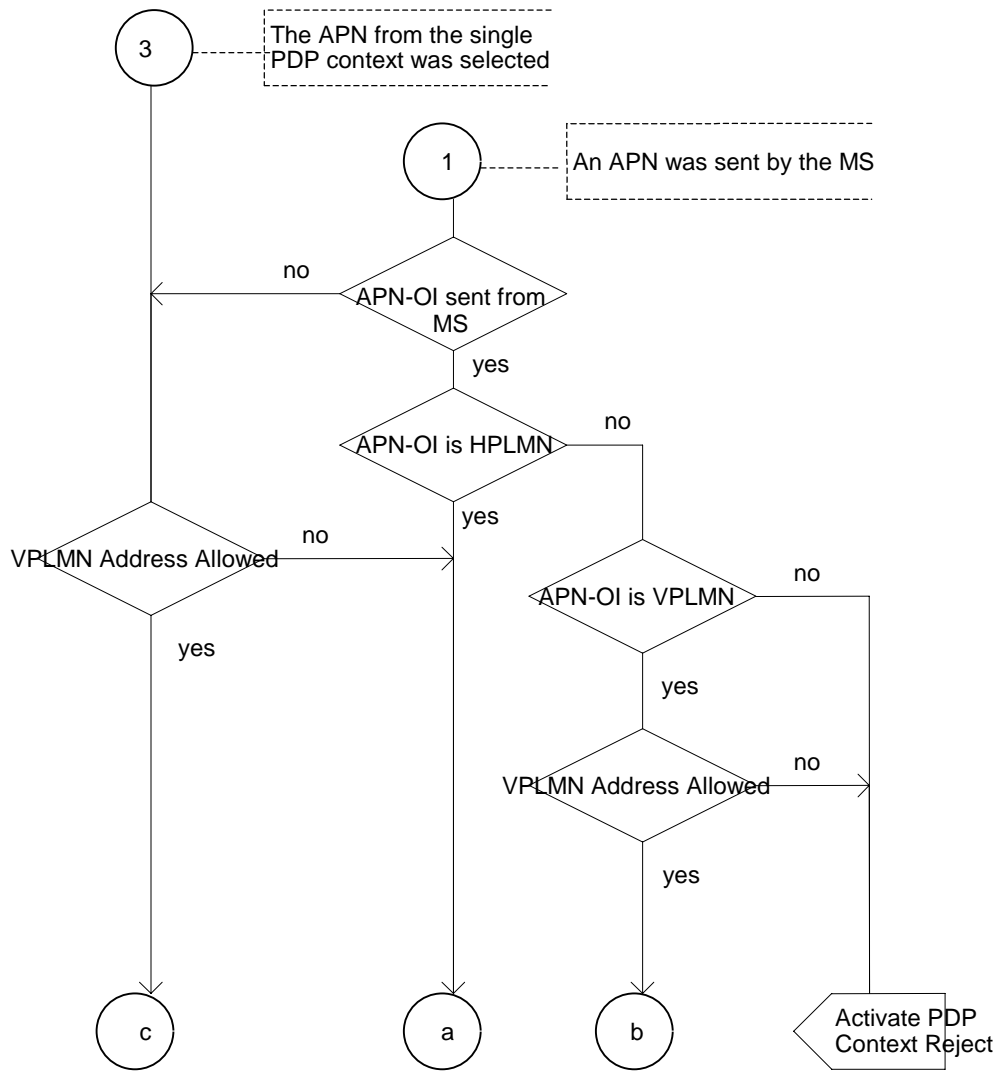 3
The APN from the single
PDP context was selected
1
An APN was sent by the MS
no
APN-OI sent from
MS
yes
no
APN-OI is HPLMN
yes
no
VPLMN Address Allowed
no
APN-OI is VPLMN
yes
yes
no
VPLMN Address Allowed
yes
c
a
b
Activate PDP
Context Reject